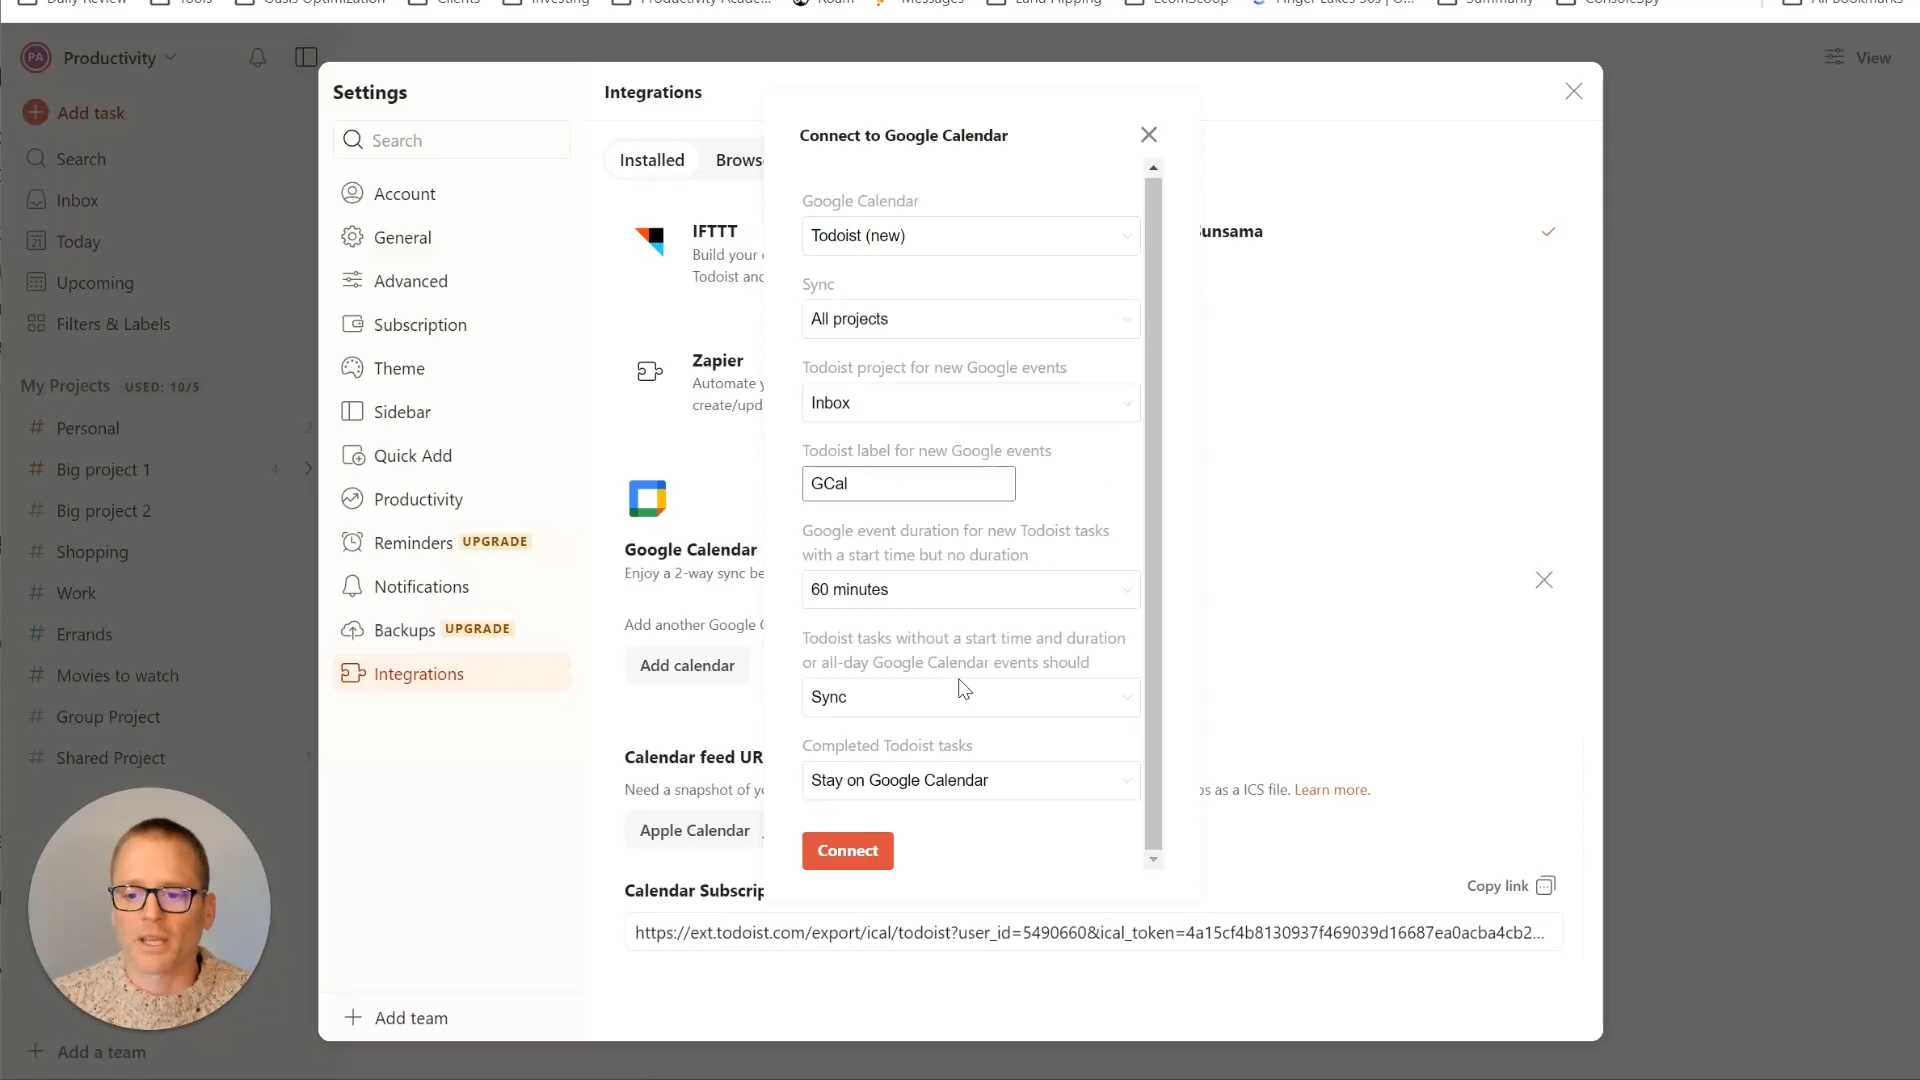 Daily Review
Tools
Oasis Optimization
Clients
Investing
Productivity Acade...
Roam
Messages
Land Flipping
EcomScoop
Finger Lakes 50s | O...
Summarily
ConsoleSpy
All Bookmarks
PA
Productivity
View
Add task
Search
Inbox
21
Today
Upcoming
Filters & Labels
My Projects USED: 10/5
# Personal 2
# Big project 1 4
# Big project 2
# Shopping
# Work
# Errands
# Movies to watch
# Group Project
# Shared Project 1
+ Add a team
Settings
Search
Account
General
Advanced
Subscription
Theme
Sidebar
Quick Add
Productivity
Reminders UPGRADE
Notifications
Backups UPGRADE
Integrations
+ Add team
Integrations
Installed
Brows
IFTTT
Build your
Todoist and
unsama
Zapier
Automate y
create/upd
Google Calendar
Enjoy a 2-way sync be
Add another Google
Add calendar
Calendar feed UR
Need a snapshot of yo
os as a ICS file. Learn more.
Apple Calendar
Calendar Subscrip
Copy link
https://ext.todoist.com/export/ical/todoist?user_id=5490660&ical_token=4a15cf4b8130937f469039d16687ea0acba4cb2...
Connect to Google Calendar
Google Calendar
Todoist (new)
Sync
All projects
Todoist project for new Google events
Inbox
Todoist label for new Google events
GCal
Google event duration for new Todoist tasks
with a start time but no duration
60 minutes
Todoist tasks without a start time and duration
or all-day Google Calendar events should
Sync
Completed Todoist tasks
Stay on Google Calendar
Connect